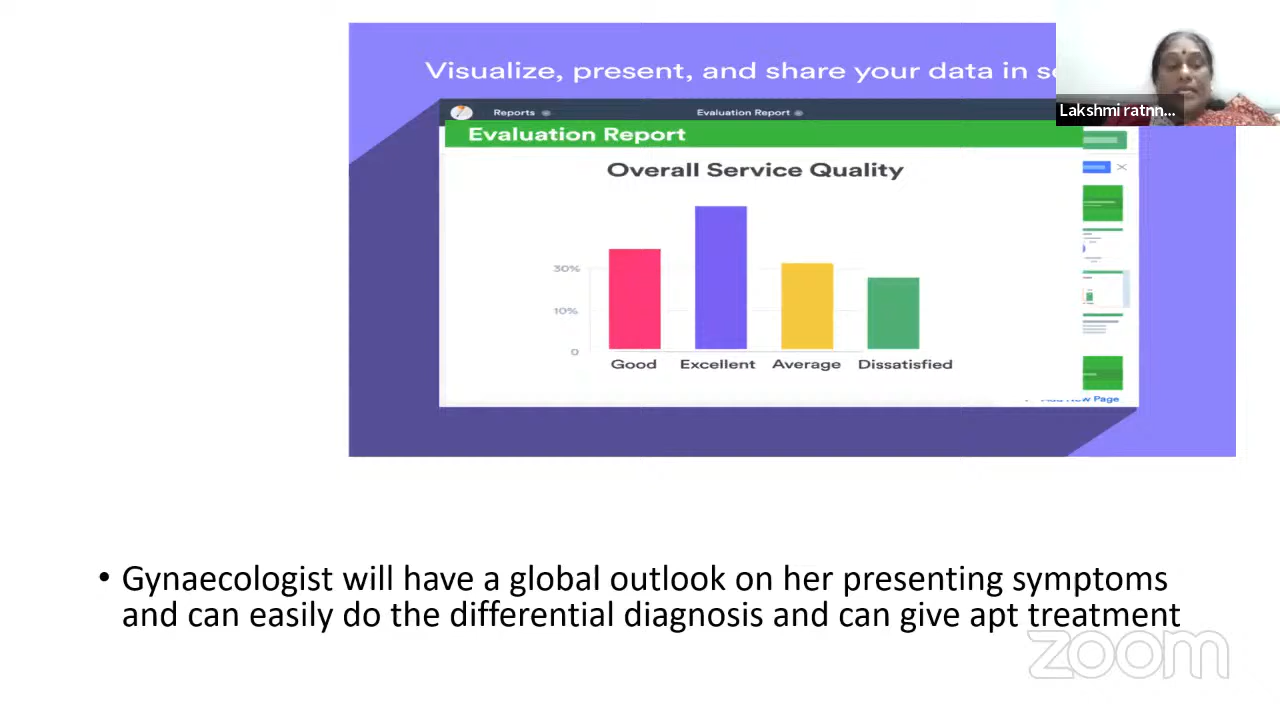 Visualize, present, and share your data in
Lakshmi ratnn...
Reports
Evaluation Report
Evaluation Report
Overall Service Quality
30%
10%
0
Good Excellent Average Dissatisfied
New Page
• Gynaecologist will have a global outlook on her presenting symptoms
and can easily do the differential diagnosis and can give apt treatment
zoom